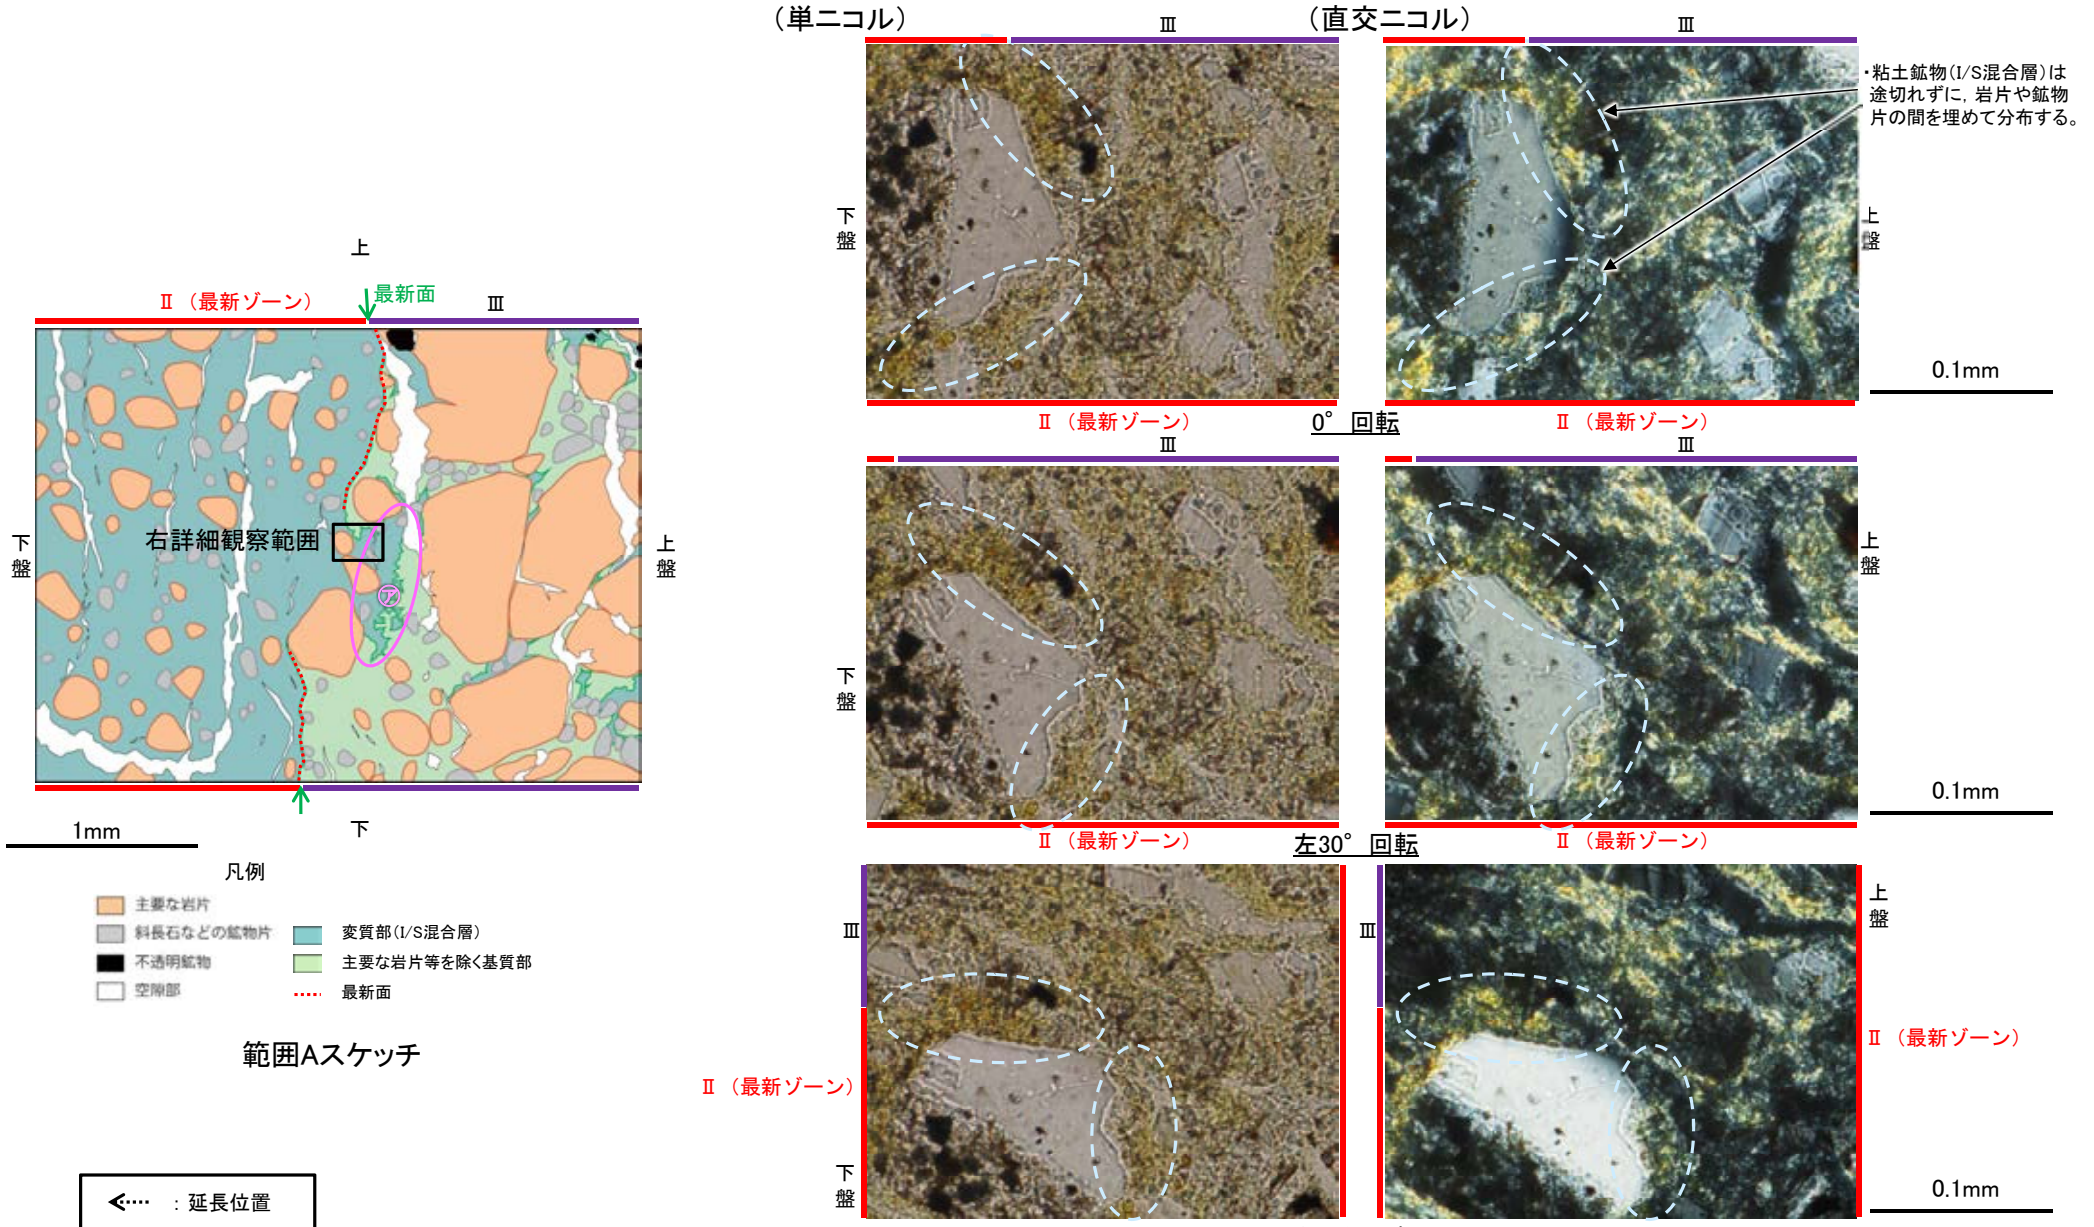 （単ニコル）
Ⅲ
（直交ニコル）
Ⅲ
・粘土鉱物(I/S混合層)は
途切れずに，岩片や鉱物
片の間を埋めて分布する。
下盤
上盤
0.1mm
Ⅱ（最新ゾーン）
0°回転
Ⅱ（最新ゾーン）
Ⅲ
Ⅲ
下盤
上盤
0.1mm
Ⅱ（最新ゾーン）
左30°回転
Ⅱ（最新ゾーン）
Ⅲ
Ⅲ
上盤
Ⅱ（最新ゾーン）
Ⅱ（最新ゾーン）
下盤
0.1mm
上
Ⅱ（最新ゾーン）
最新面
Ⅲ
下盤
右詳細観察範囲
上盤
㋐
下
1mm
凡例
主要な岩片
斜長石などの鉱物片
不透明鉱物
空隙部
変質部(I/S混合層)
主要な岩片等を除く基質部
最新面
範囲Aスケッチ
：延長位置